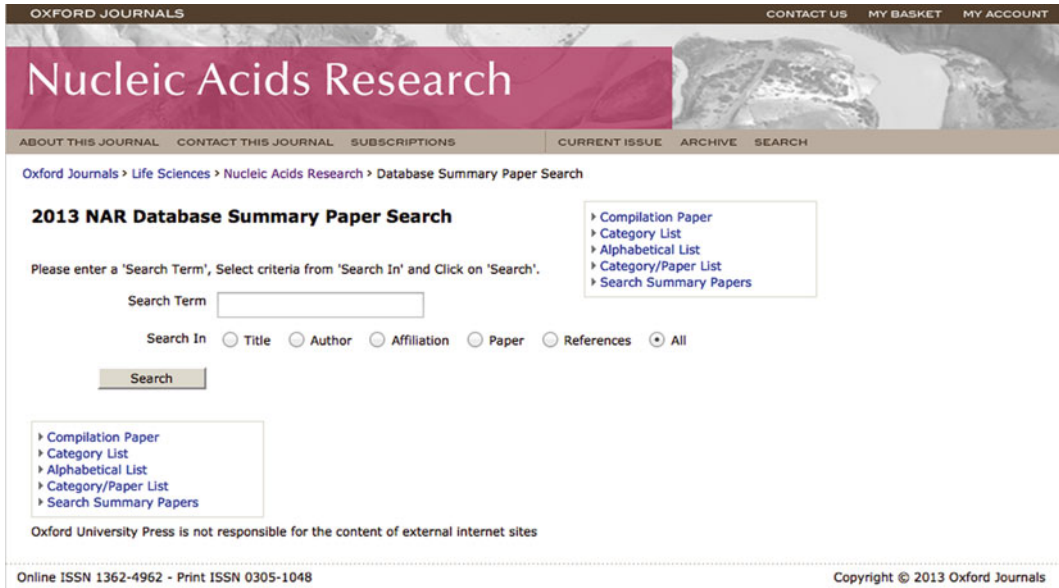 OXFORD JOURNALS CONTACT US MY BASKET MY ACCOUNT
Nucleic Acids Research
ABOUT THIS JOURNAL CONTACT THIS JOURNAL SUBSCRIPTIONS CURRENT ISSUE ARCHIVE SEARCH
Oxford Journals > Life Sciences > Nucleic Acids Research > Database Summary Paper Search
2013 NAR Database Summary Paper Search
Compilation Paper
Category List
Alphabetical List
Category/Paper List
Search Summary Papers
Please enter a 'Search Term', Select criteria from 'Search In' and Click on 'Search'.
Search Term
Search In Title Author Affiliation Paper References All
Search
Compilation Paper
Category List
Alphabetical List
Category/Paper List
Search Summary Papers
Oxford University Press is not responsible for the content of external internet sites
Online ISSN 1362-4962 - Print ISSN 0305-1048 Copyright © 2013 Oxford Journals